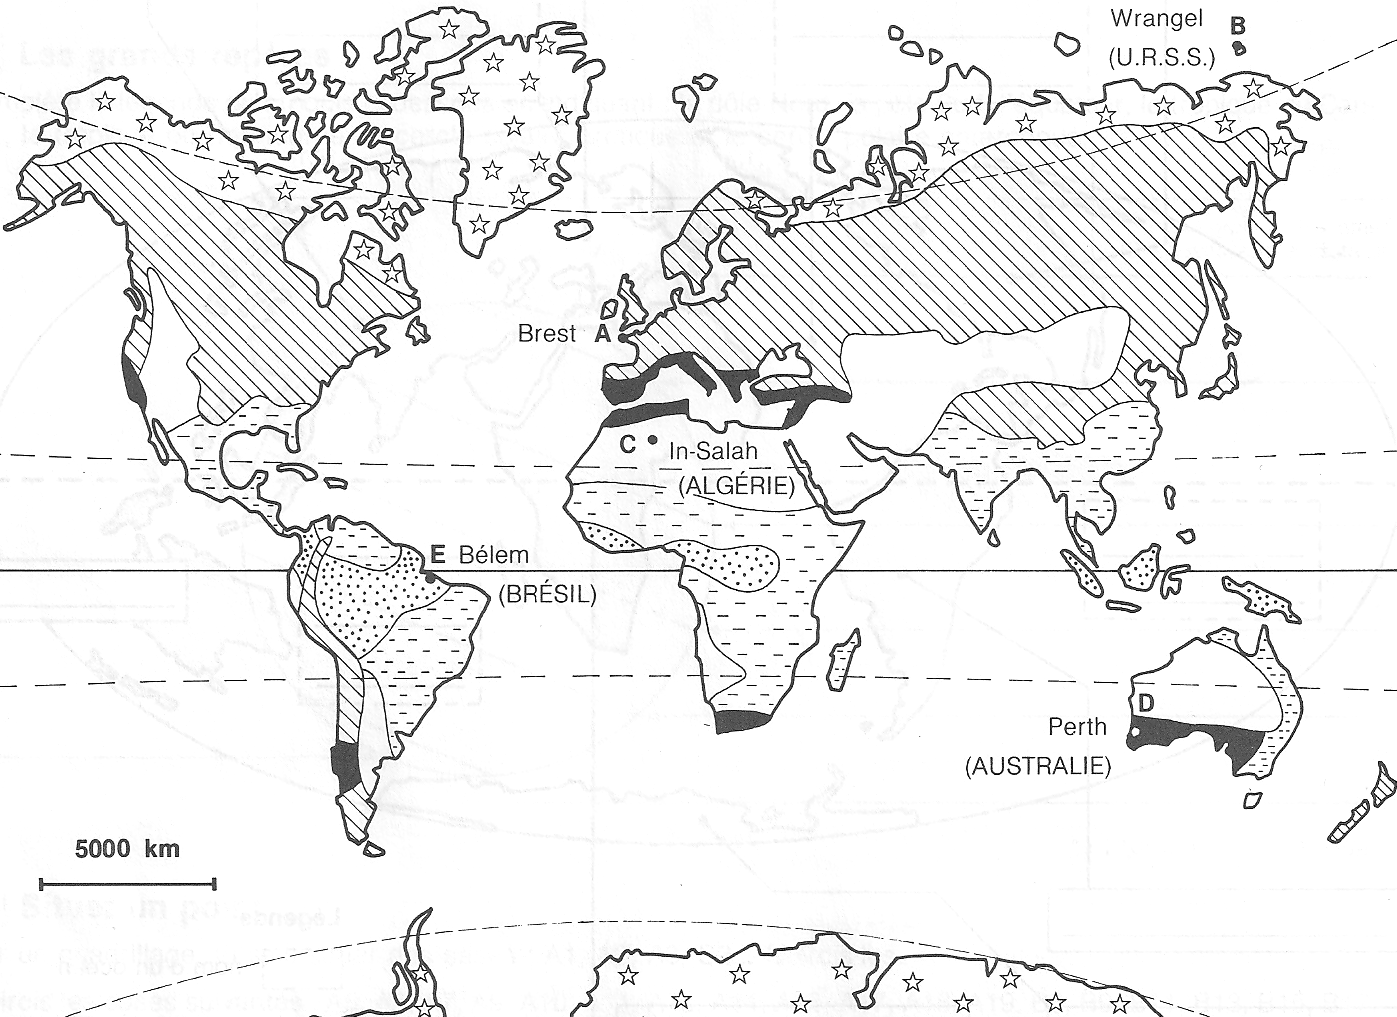 Wrangel B
(U.R.S.S.)
Brest A
C In-Salah
(ALGÉRIE)
E Bélem
(BRÉSIL)
D
Perth
(AUSTRALIE)
5000 km